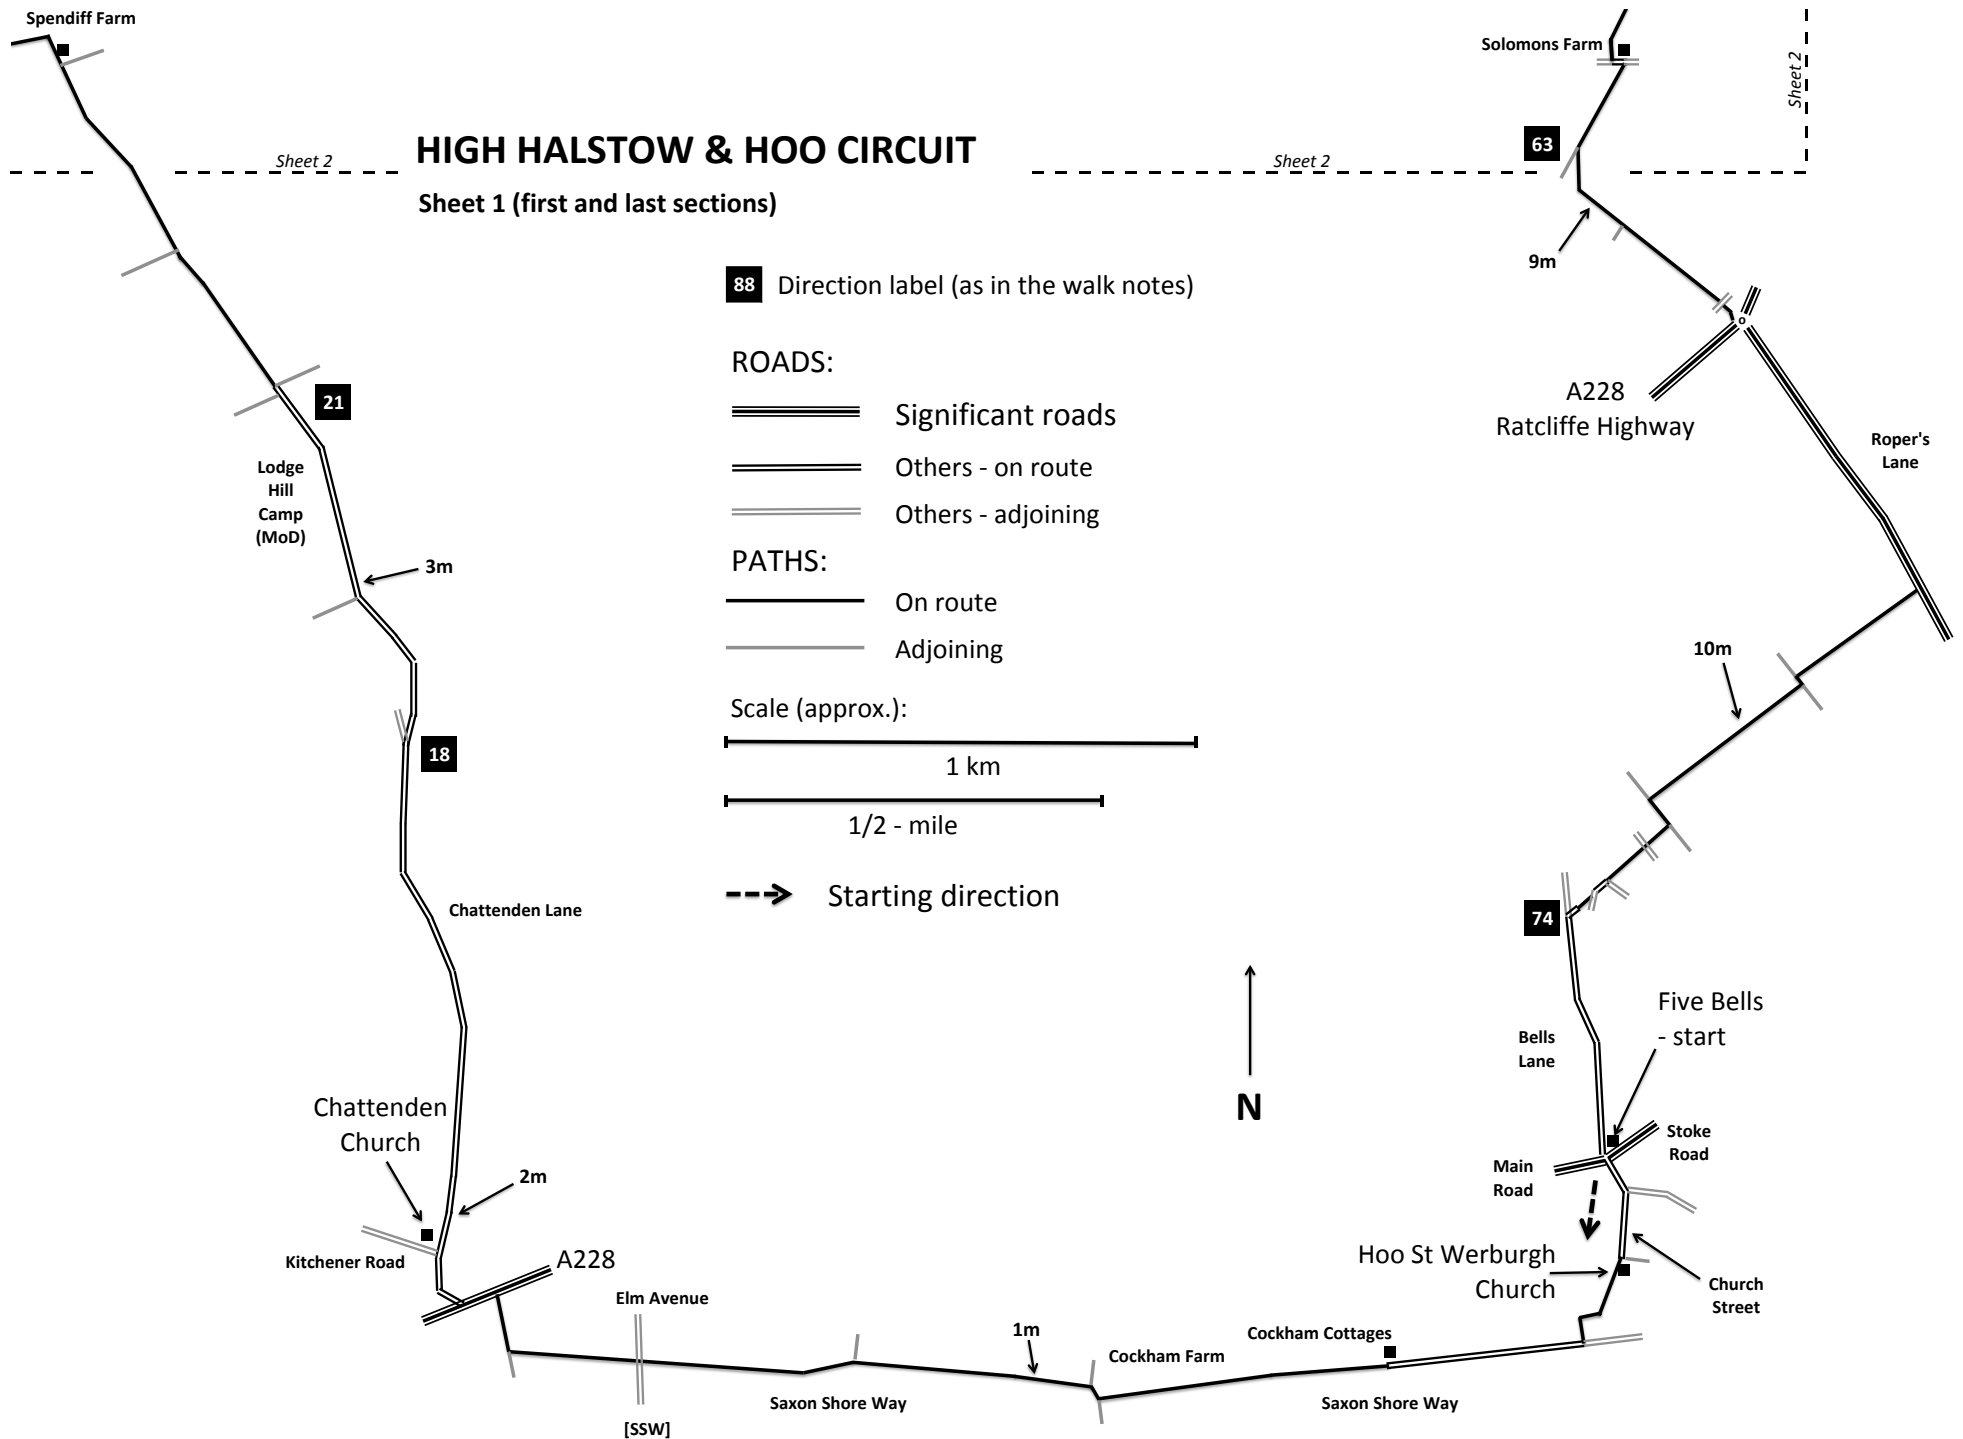 Spendiff Farm
Solomons Farm
Sheet 2
63
HIGH HALSTOW & HOO CIRCUIT
Sheet 2
Sheet 2
Sheet 1 (first and last sections)
9m
88 Direction label (as in the walk notes)
ROADS:
Significant roads
Others - on route
Others - adjoining
PATHS:
On route
Adjoining
Scale (approx.):
1 km
1/2 - mile
Starting direction
A228
Ratcliffe Highway
Roper's
Lane
21
Lodge
Hill
Camp
(MoD)
3m
10m
18
Chattenden Lane
74
N
Five Bells
- start
Bells
Lane
Chattenden
Church
Stoke
Road
Main
Road
2m
Kitchener Road
A228
Hoo St Werburgh
Church
Church
Street
Elm Avenue
1m
Cockham Cottages
Cockham Farm
Saxon Shore Way
Saxon Shore Way
[SSW]
o